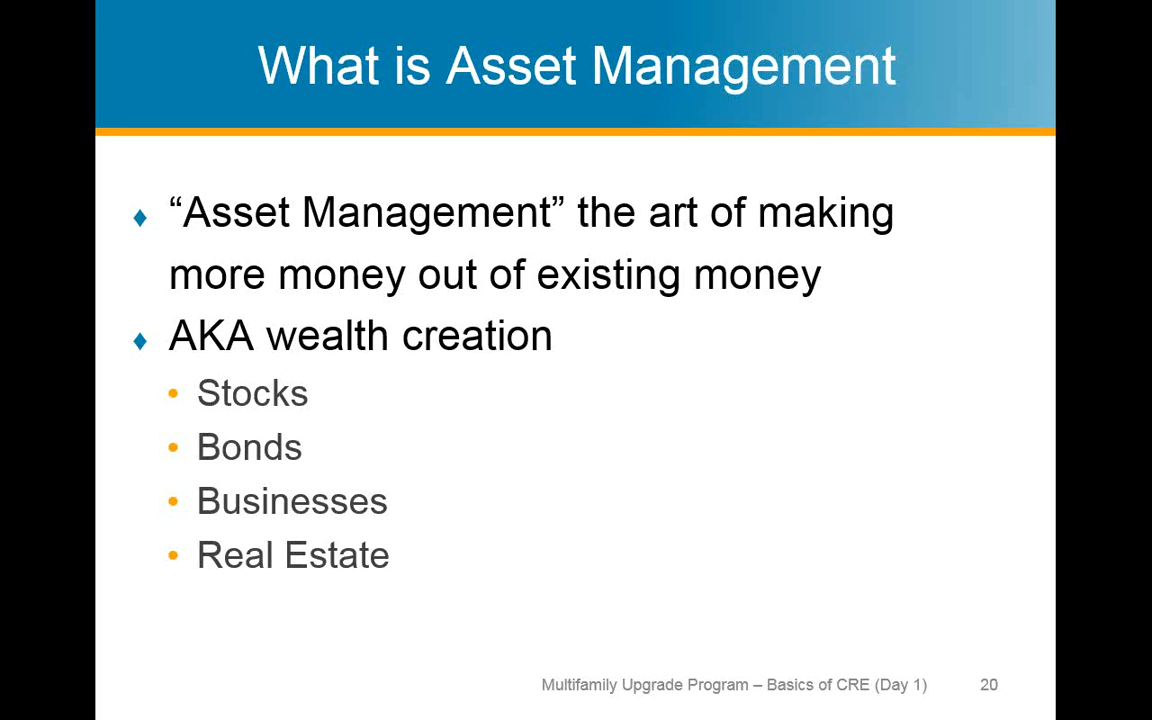 What is Asset Management
“Asset Management” the art of making
more money out of existing money
AKA wealth creation
Stocks
Bonds
Businesses
Real Estate
Multifamily Upgrade Program – Basics of CRE (Day 1) 20